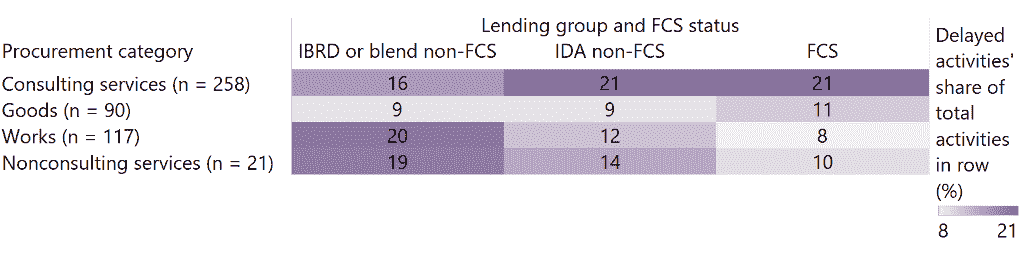 Lending group and FCS status
Procurement category IBRD or blend non-FCS IDA non-FCS FCS
Consulting services (n = 258) 16 21 21
Goods (n = 90) 9 9 11
Works (n = 117) 20 12 8
Nonconsulting services (n = 21) 19 14 10
Delayed
activities'
share of
total
activities
in row
(%)
8 21